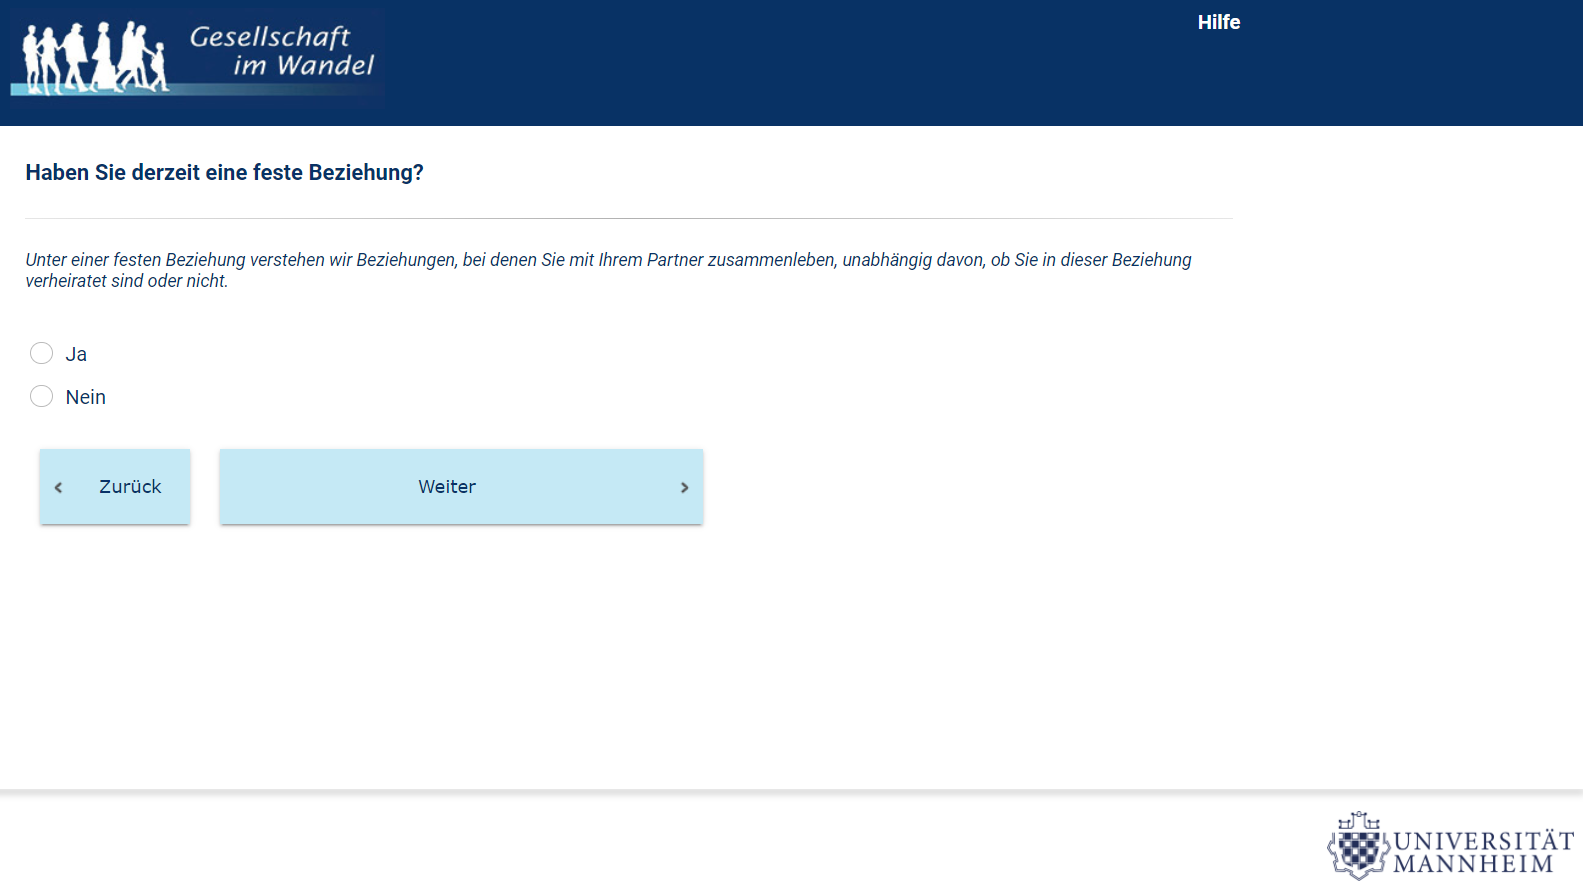 Gesellschaft
im Wandel
Hilfe
Haben Sie derzeit eine feste Beziehung?
Unter einer festen Beziehung verstehen wir Beziehungen, bei denen Sie mit Ihrem Partner zusammenleben, unabhängig davon, ob Sie in dieser Beziehung
verheiratet sind oder nicht.
Ja
Nein
Zurück
Weiter
UNIVERSITÄT
MANNHEIM